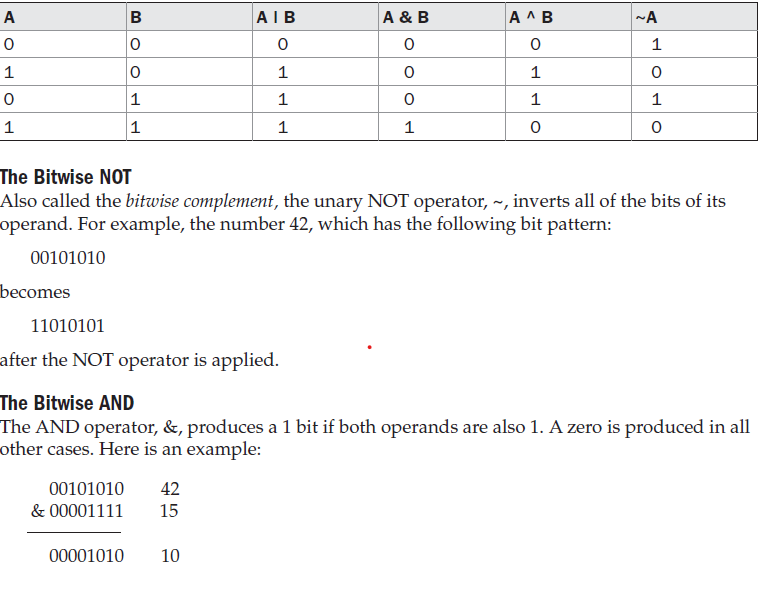 A B A | B A & B A ^ B ~A
0 0 0 0 0 1
1 0 1 0 1 0
0 1 1 0 1 1
1 1 1 1 0 0
The Bitwise NOT
Also called the bitwise complement, the unary NOT operator, ~, inverts all of the bits of its
operand. For example, the number 42, which has the following bit pattern:
00101010
becomes
11010101
after the NOT operator is applied.
The Bitwise AND
The AND operator, &, produces a 1 bit if both operands are also 1. A zero is produced in all
other cases. Here is an example:
00101010 42
& 00001111 15
00001010 10